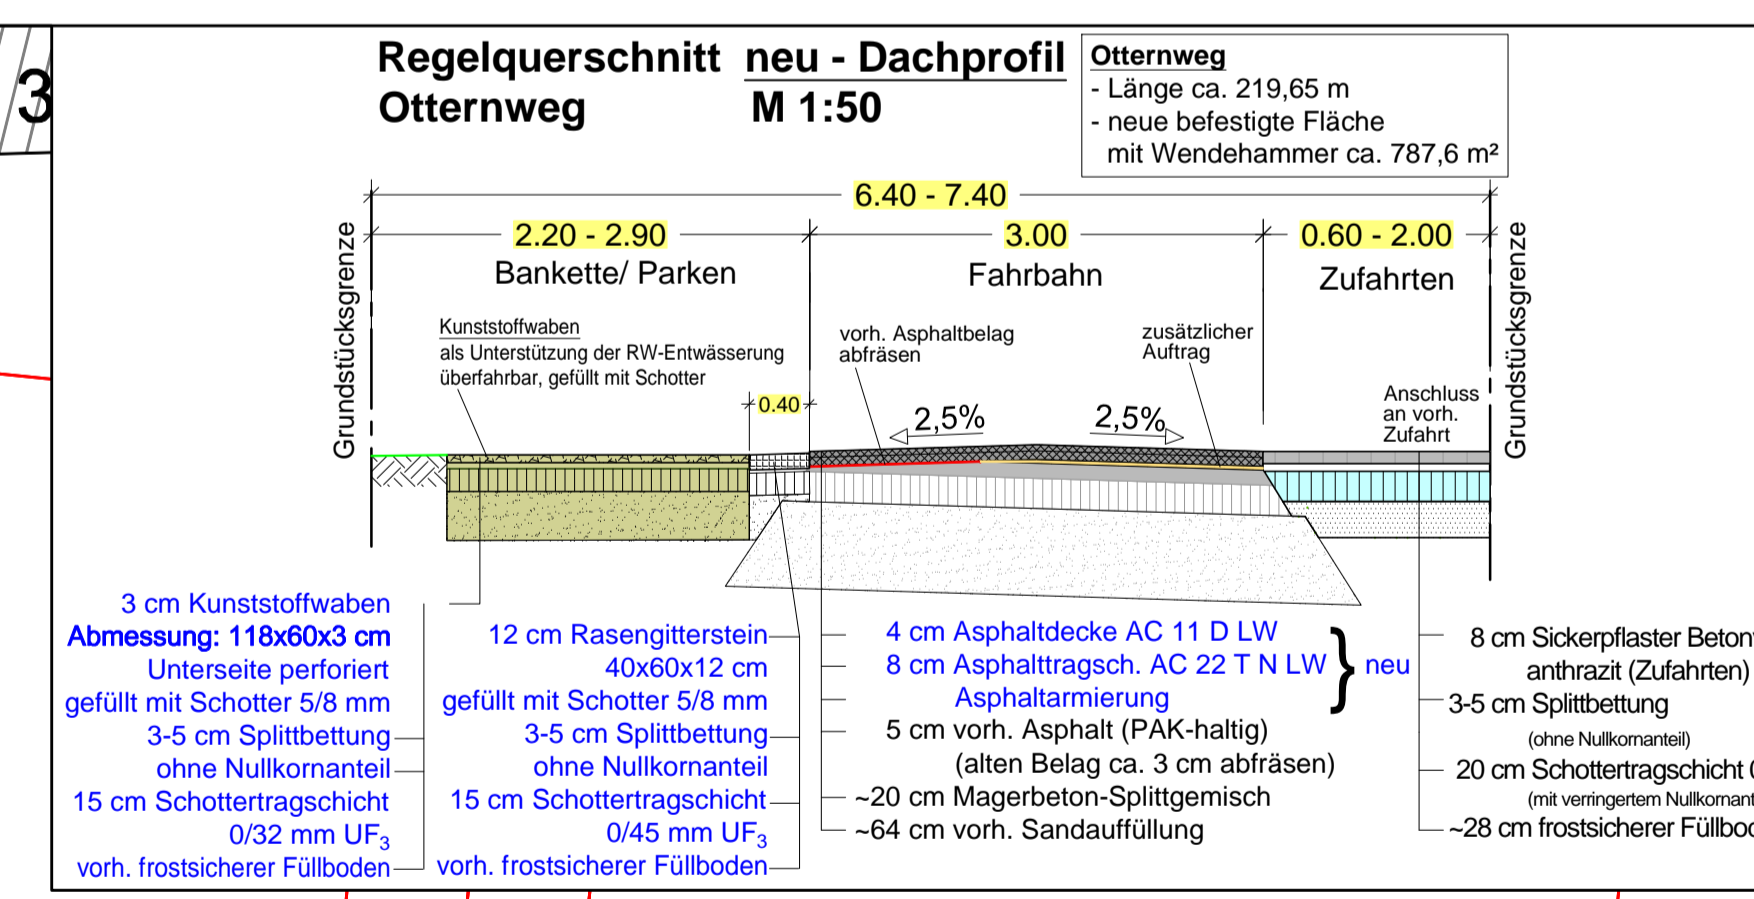 3
Regelquerschnitt neu - Dachprofil
Otternweg M 1:50
Otternweg
- Länge ca. 219,65 m
- neue befestigte Fläche
mit Wendehammer ca. 787,6 m²
6.40 - 7.40
2.20 - 2.90 3.00 0.60 - 2.00
Bankette/ Parken Fahrbahn Zufahrten
Grundstücksgrenze
Grundstücksgrenze
Kunststoffwaben
als Unterstützung der RW-Entwässerung
überfahrbar, gefüllt mit Schotter
vorh. Asphaltbelag
abfräsen
zusätzlicher
Auftrag
Anschluss
an vorh.
Zufahrt
0.40
2,5% 2,5%
3 cm Kunststoffwaben
Abmessung: 118x60x3 cm
Unterseite perforiert
gefüllt mit Schotter 5/8 mm
3-5 cm Splittbettung
ohne Nullkornanteil
15 cm Schottertragschicht
0/32 mm UF₃
vorh. frostsicherer Füllboden
12 cm Rasengitterstein
40x60x12 cm
gefüllt mit Schotter 5/8 mm
3-5 cm Splittbettung
ohne Nullkornanteil
15 cm Schottertragschicht
0/45 mm UF₃
vorh. frostsicherer Füllboden
4 cm Asphaltdecke AC 11 D LW
8 cm Asphalttragsch. AC 22 T N LW
Asphaltarmierung
neu
5 cm vorh. Asphalt (PAK-haltig)
(alten Belag ca. 3 cm abfräsen)
~20 cm Magerbeton-Splittgemisch
~64 cm vorh. Sandauffüllung
8 cm Sickerpflaster Beton
anthrazit (Zufahrten)
3-5 cm Splittbettung
(ohne Nullkornanteil)
20 cm Schottertragschicht
(mit verringertem Nullkornant
~28 cm frostsicherer Füllbo